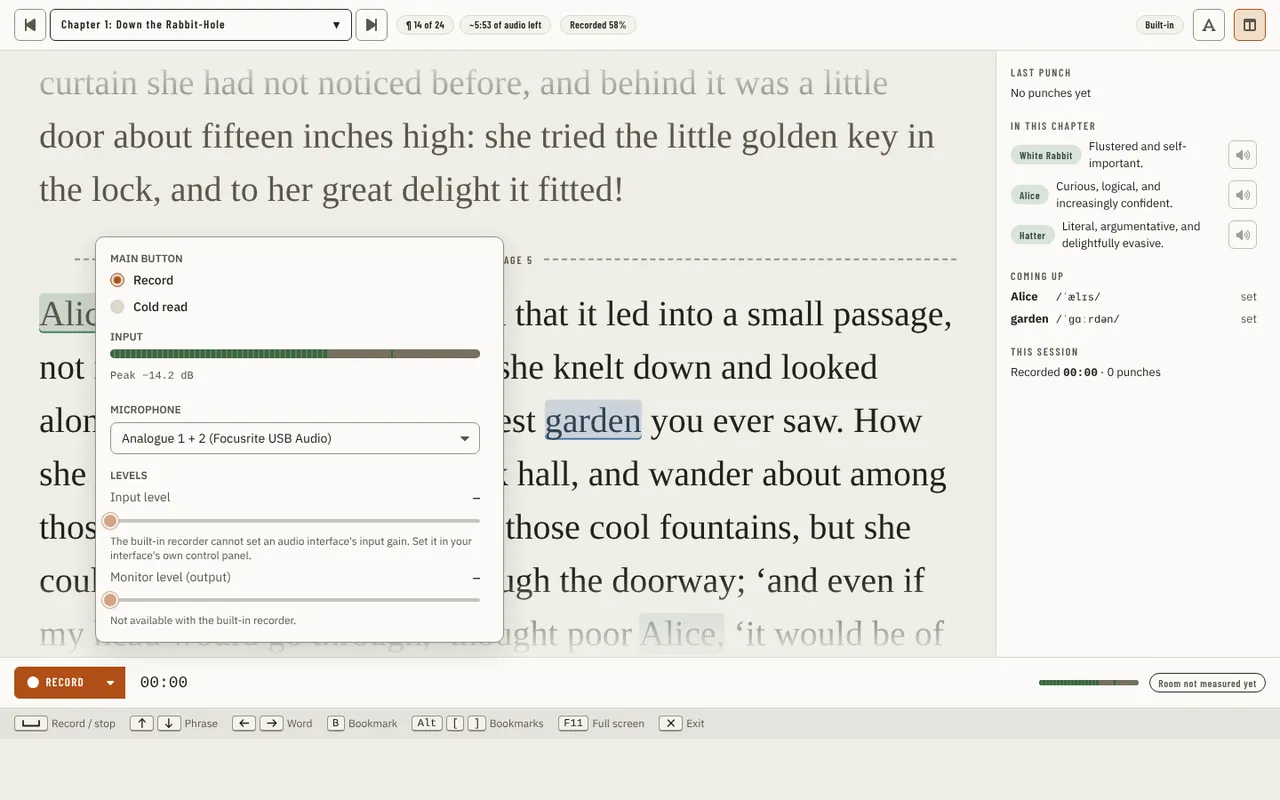 Chapter 1: Down the Rabbit-Hole
¶ 14 of 24
~5:53 of audio left
Recorded 58%
Built-in
A
curtain she had not noticed before, and behind it was a little
door about fifteen inches high: she tried the little golden key in
the lock, and to her great delight it fitted!
AGE 5
that it led into a small passage,
not
she knelt down and looked
garden you ever saw. How
she
hall, and wander about among
those cool fountains, but she
the doorway; ‘and even if
poor Alice, ‘it would be of
MAIN BUTTON
Record
Cold read
INPUT
Peak −14.2 dB
MICROPHONE
Analogue 1 + 2 (Focusrite USB Audio)
LEVELS
Input level –
The built-in recorder cannot set an audio interface's input gain. Set it in your
interface's own control panel.
Monitor level (output) –
Not available with the built-in recorder.
LAST PUNCH
No punches yet
IN THIS CHAPTER
White Rabbit
Flustered and self-
important.
Alice
Curious, logical, and
increasingly confident.
Hatter
Literal, argumentative, and
delightfully evasive.
COMING UP
Alice /ˈælɪs/ set
garden /ˈɡɑːrdən/ set
THIS SESSION
Recorded 00:00 · 0 punches
RECORD
00:00
Room not measured yet
Record / stop
↑ ↓ Phrase
← → Word
B Bookmark
Alt [ ] Bookmarks
F11 Full screen
✕ Exit